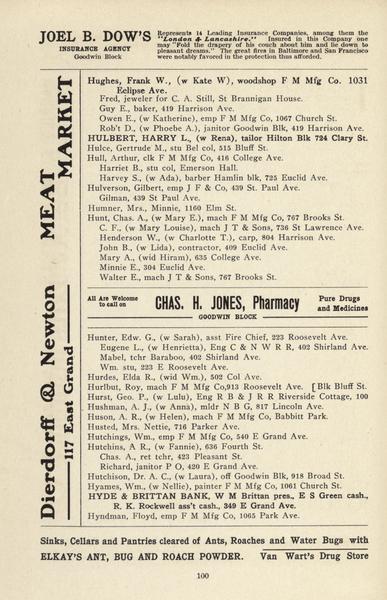 JOEL B. DOW'S
INSURANCE AGENCY
Goodwin Block
Represents 14 Leading Insurance Companies, among them the
"London & Lancashire." Insured in this Company one
may "Fold the drapery of his couch about him and lie down to
pleasant dreams." The great fires in Baltimore and San Francisco
were notably favored in the protection thus afforded.
Dierdorff & Newton MEAT MARKET
117 East Grand
Hughes, Frank W., (w Kate W), woodshop F M Mfg Co. 1031
Eclipse Ave.
Fred, jeweler for C. A. Still, St Brannigan House.
Guy E., baker, 419 Harrison Ave.
Owen E., (w Katherine), emp F M Mfg Co, 1067 Church St.
Rob't D., (w Phoebe A.), janitor Goodwin Blk, 419 Harrison Ave.
HULBERT, HARRY L., (w Rena), tailor Hilton Blk 724 Clary St.
Hulce, Gertrude M., stu Bel col, 515 Bluff St.
Hull, Arthur, clk F M Mfg Co, 416 College Ave.
Harriet B., stu col, Emerson Hall.
Harvey S., (w Ada), barber Hamlin blk, 725 Euclid Ave.
Hulverson, Gilbert, emp J F & Co, 439 St. Paul Ave.
Gilman, 439 St Paul Ave.
Humner, Mrs., Minnie, 1160 Elm St.
Hunt, Chas. A., (w Mary E.), mach F M Mfg Co, 767 Brooks St.
C. F., (w Mary Louise), mach J T & Sons, 736 St Lawrence Ave.
Henderson W., (w Charlotte T.), carp, 804 Harrison Ave.
John B., (w Lida), contractor, 409 Euclid Ave.
Mary A., (wid Hiram), 635 College Ave.
Minnie E., 304 Euclid Ave.
Walter E., mach J T & Sons, 767 Brooks St.
All Are Welcome
to call on
CHAS. H. JONES, Pharmacy
GOODWIN BLOCK
Pure Drugs
and Medicines
Hunter, Edw. G., (w Sarah), asst Fire Chief, 223 Roosevelt Ave.
Eugene L., (w Henrietta), Eng C & N W R R, 402 Shirland Ave.
Mabel, tchr Baraboo, 402 Shirland Ave.
Wm. stu, 223 E Roosevelt Ave.
Hurdes, Elda R., (wid Wm.), 502 Col Ave.
Hurlbut, Roy, mach F M Mfg Co,913 Roosevelt Ave. [Blk Bluff St.
Hurst, Geo. P., (w Lulu), Eng R B & J R R Riverside Cottage, 100
Hushman, A. J., (w Anna), mldr N B G, 817 Lincoln Ave.
Huson, A. R., (w Helen), mach F M Mfg Co, Babbitt Park.
Husted, Mrs. Nettie, 716 Parker Ave.
Hutchings, Wm., emp F M Mfg Co, 540 E Grand Ave.
Hutchins, A R., (w Fannie), 636 Fourth St.
Chas. A., ret tchr, 423 Pleasant St.
Richard, janitor P O, 420 E Grand Ave.
Hutchison, Dr. A. C., (w Laura), off Goodwin Blk, 918 Broad St.
Hyames, Wm., (w Nellie), painter F M Mfg Co, 1061 Church St.
HYDE & BRITTAN BANK, W M Brittan pres., E S Green cash.,
R. K. Rockwell ass't cash., 349 E Grand Ave.
Hyndman, Floyd, emp F M Mfg Co, 1065 Park Ave.
Sinks, Cellars and Pantries cleared of Ants, Roaches and Water Bugs with
ELKAY'S ANT, BUG AND ROACH POWDER. Van Wart's Drug Store
100